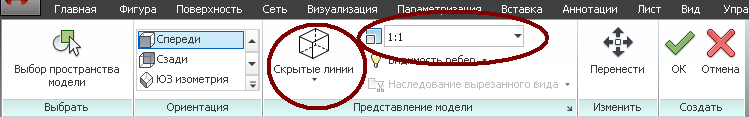 Главная Фигура Поверхность Сеть Визуализация Параметризация Вставка Аннотации Лист Вид Упра
Выбор пространства модели
Выбрать
Спереди
Сзади
ЮЗ изометрия
Ориентация
Скрытые линии
1:1
Видимость ребер
Наследование вырезанного вида
Представление модели
Перенести
Изменить
OK Отмена
Создать